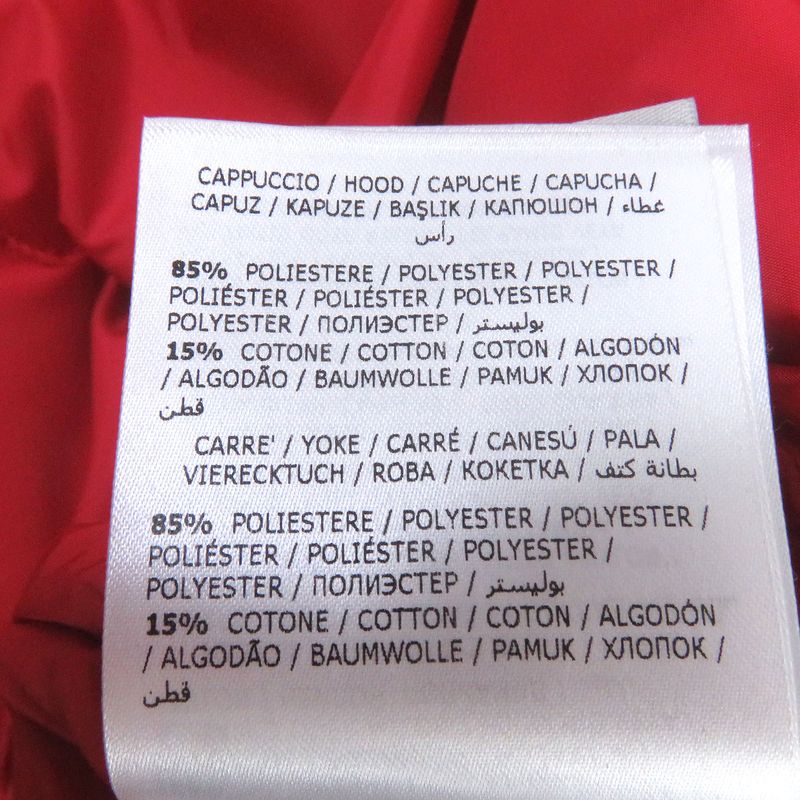 CAPPUCCIO / HOOD / CAPUCHE / CAPUCHA /
CAPUZ / KAPUZE / BAŞLIK / КАПЮШОН / غطاء
رأس
85% POLIESTERE / POLYESTER / POLYESTER /
POLIÉSTER / POLIÉSTER / POLYESTER /
POLYESTER / ПОЛИЭСТЕР / بوليستر
15% COTONE / COTTON / COTON / ALGODÓN
/ ALGODÃO / BAUMWOLLE / PAMUK / ХЛОПОК /
قطن
CARRE' / YOKE / CARRÉ / CANESÚ / PALA /
VIERECKTUCH / ROBA / КОКЕТКА / بطانة كتف
85% POLIESTERE / POLYESTER / POLYESTER /
POLIÉSTER / POLIÉSTER / POLYESTER /
POLYESTER / ПОЛИЭСТЕР / بوليستر
15% COTONE / COTTON / COTON / ALGODÓN
/ ALGODÃO / BAUMWOLLE / PAMUK / ХЛОПОК /
قطن